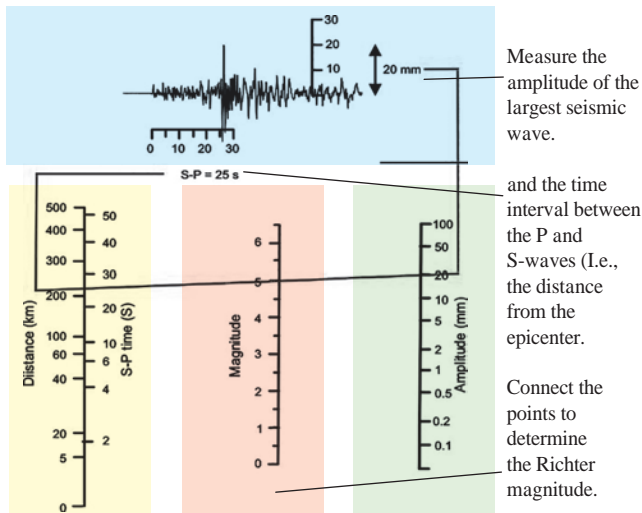 30
20
10
20 mm
0 5 10 15 20 25 30
S-P = 25 s
Measure the
amplitude of the
largest seismic
wave.
and the time
interval between
the P and
S-waves (I.e.,
the distance
from the
epicenter.
Connect the
points to
determine
the Richter
magnitude.
Diistance (km)
500
400
300
200
100
60
40
20
5
0
S-P time (S)
50
40
30
20
10
6
4
2
Magnitude
6
5
4
3
2
1
0
Amplitude (mm)
100
50
20
10
5
2
1
0.5
0.2
0.1